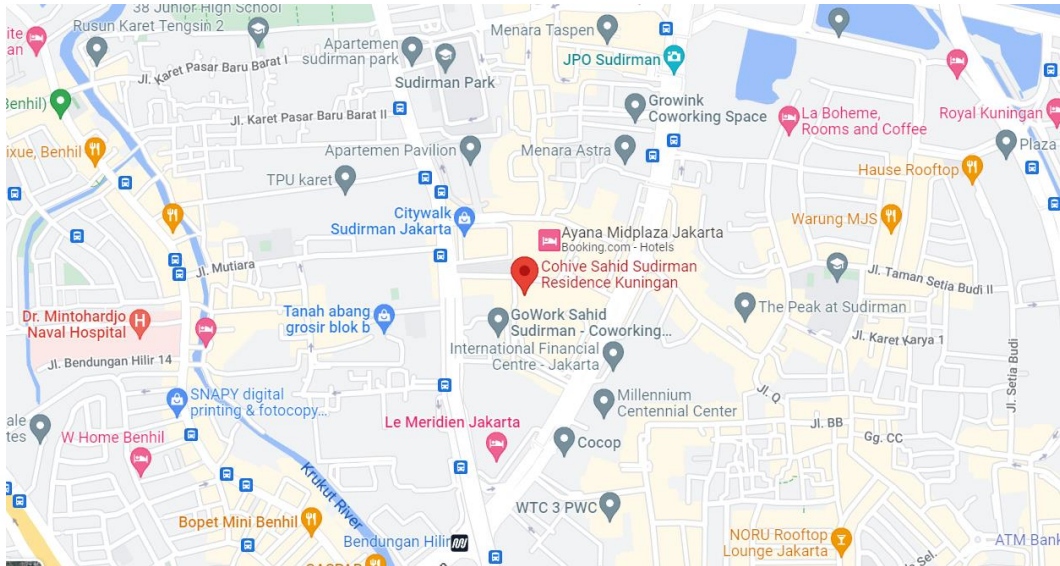 38 Junior High School
Rusun Karet Tengsin 2
Menara Taspen
Apartemen
sudirman park
JPO Sudirman
Sudirman Park
Jl. Karet Pasar Baru Barat I
Benhil)
Growink
Coworking Space
La Boheme,
Rooms and Coffee
Royal Kuningan
Jl. Karet Pasar Baru Barat II
ixue, Benhil
Apartemen Pavilion
Menara Astra
Plaza
TPU karet
Hause Rooftop
Citywalk
Sudirman Jakarta
Warung MJS
Ayana Midplaza Jakarta
Booking.com - Hotels
Cohive Sahid Sudirman
Residence Kuningan
Jl. Mutiara
Jl. Taman Setia Budi II
Tanah abang
grosir blok b
Dr. Mintohardjo
Naval Hospital
H
GoWork Sahid
Sudirman - Coworking...
The Peak at Sudirman
International Financial
Centre - Jakarta
Jl. Karet Karya 1
Jl. Bendungan Hilir 14
Jl. Setia Budi
SNAPY digital
printing & fotocopy...
Millennium
Centennial Center
Jl. Q
Le Meridien Jakarta
Jl. BB
Gg. CC
W Home Benhil
Cocop
Krukut River
WTC 3 PWC
Bopet Mini Benhil
Bendungan Hilir
NORU Rooftop
Lounge Jakarta
ATM Bank
Sel.